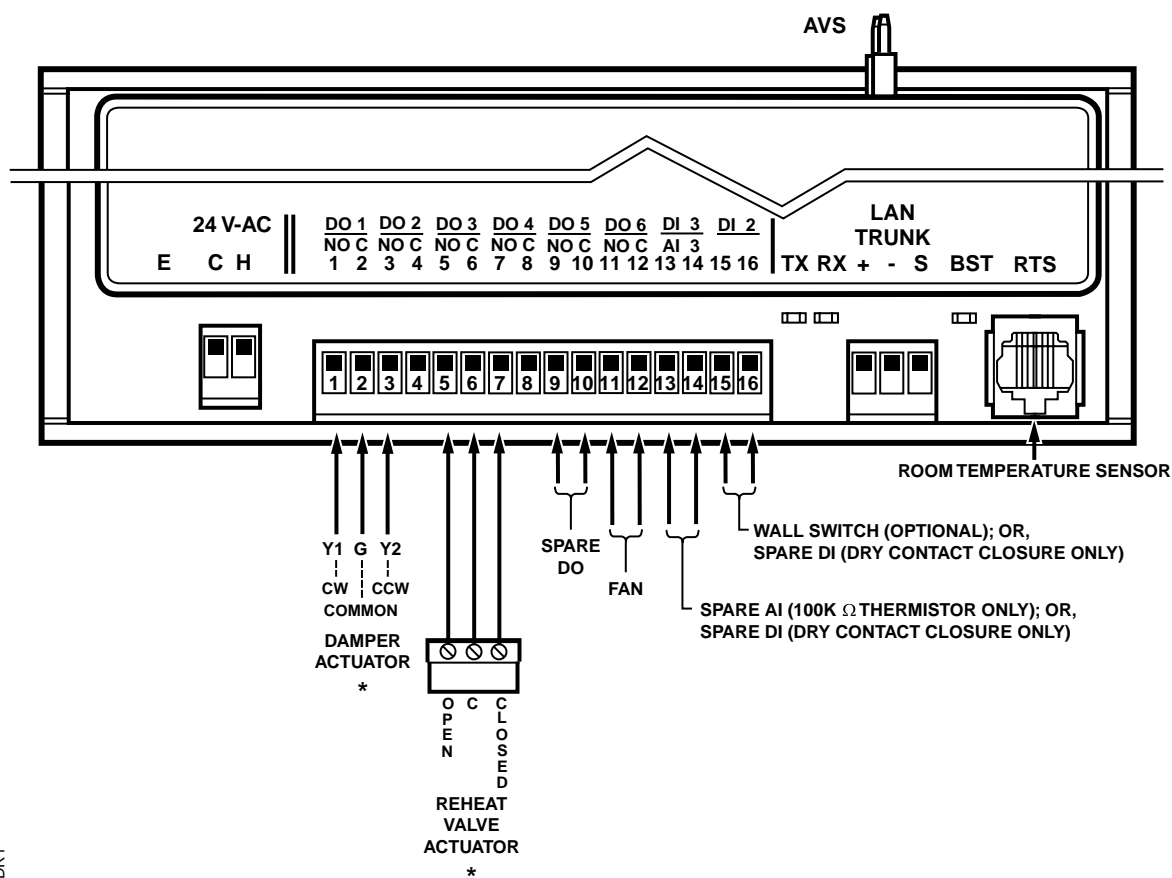 AVS
24 V-AC
E C H
DO 1 DO 2 DO 3 DO 4 DO 5 DO 6 DI 3 DI 2
NO C NO C NO C NO C NO C NO C AI 3
1 2 3 4 5 6 7 8 9 10 11 12 13 14 15 16
LAN
TRUNK
TX RX + - S BST RTS
1 2 3 4 5 6 7 8 9 10 11 12 13 14 15 16
ROOM TEMPERATURE SENSOR
Y1 G Y2
CW CCW
COMMON
DAMPER
ACTUATOR
*
OPEN C CLOSED
REHEAT
VALVE
ACTUATOR
*
SPARE
DO
FAN
WALL SWITCH (OPTIONAL); OR,
SPARE DI (DRY CONTACT CLOSURE ONLY)
SPARE AI (100K Ω THERMISTOR ONLY); OR,
SPARE DI (DRY CONTACT CLOSURE ONLY)